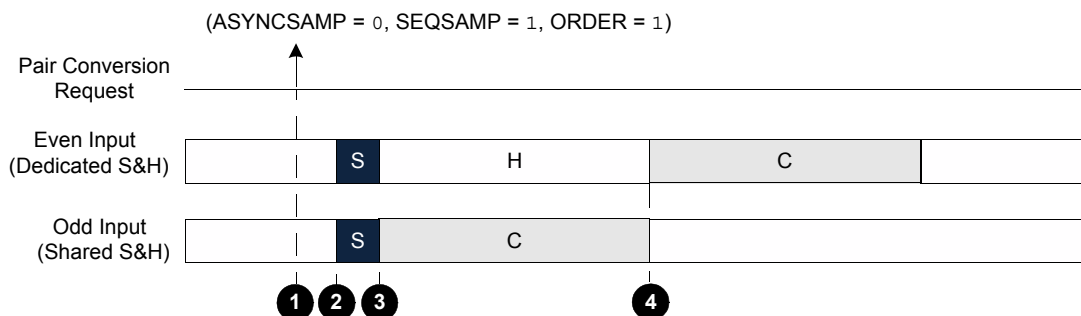 (ASYNCSAMP = 0, SEQSAMP = 1, ORDER = 1)
Pair Conversion
Request
Even Input
(Dedicated S&H)
S
H
C
Odd Input
(Shared S&H)
S
C
1
2
3
4